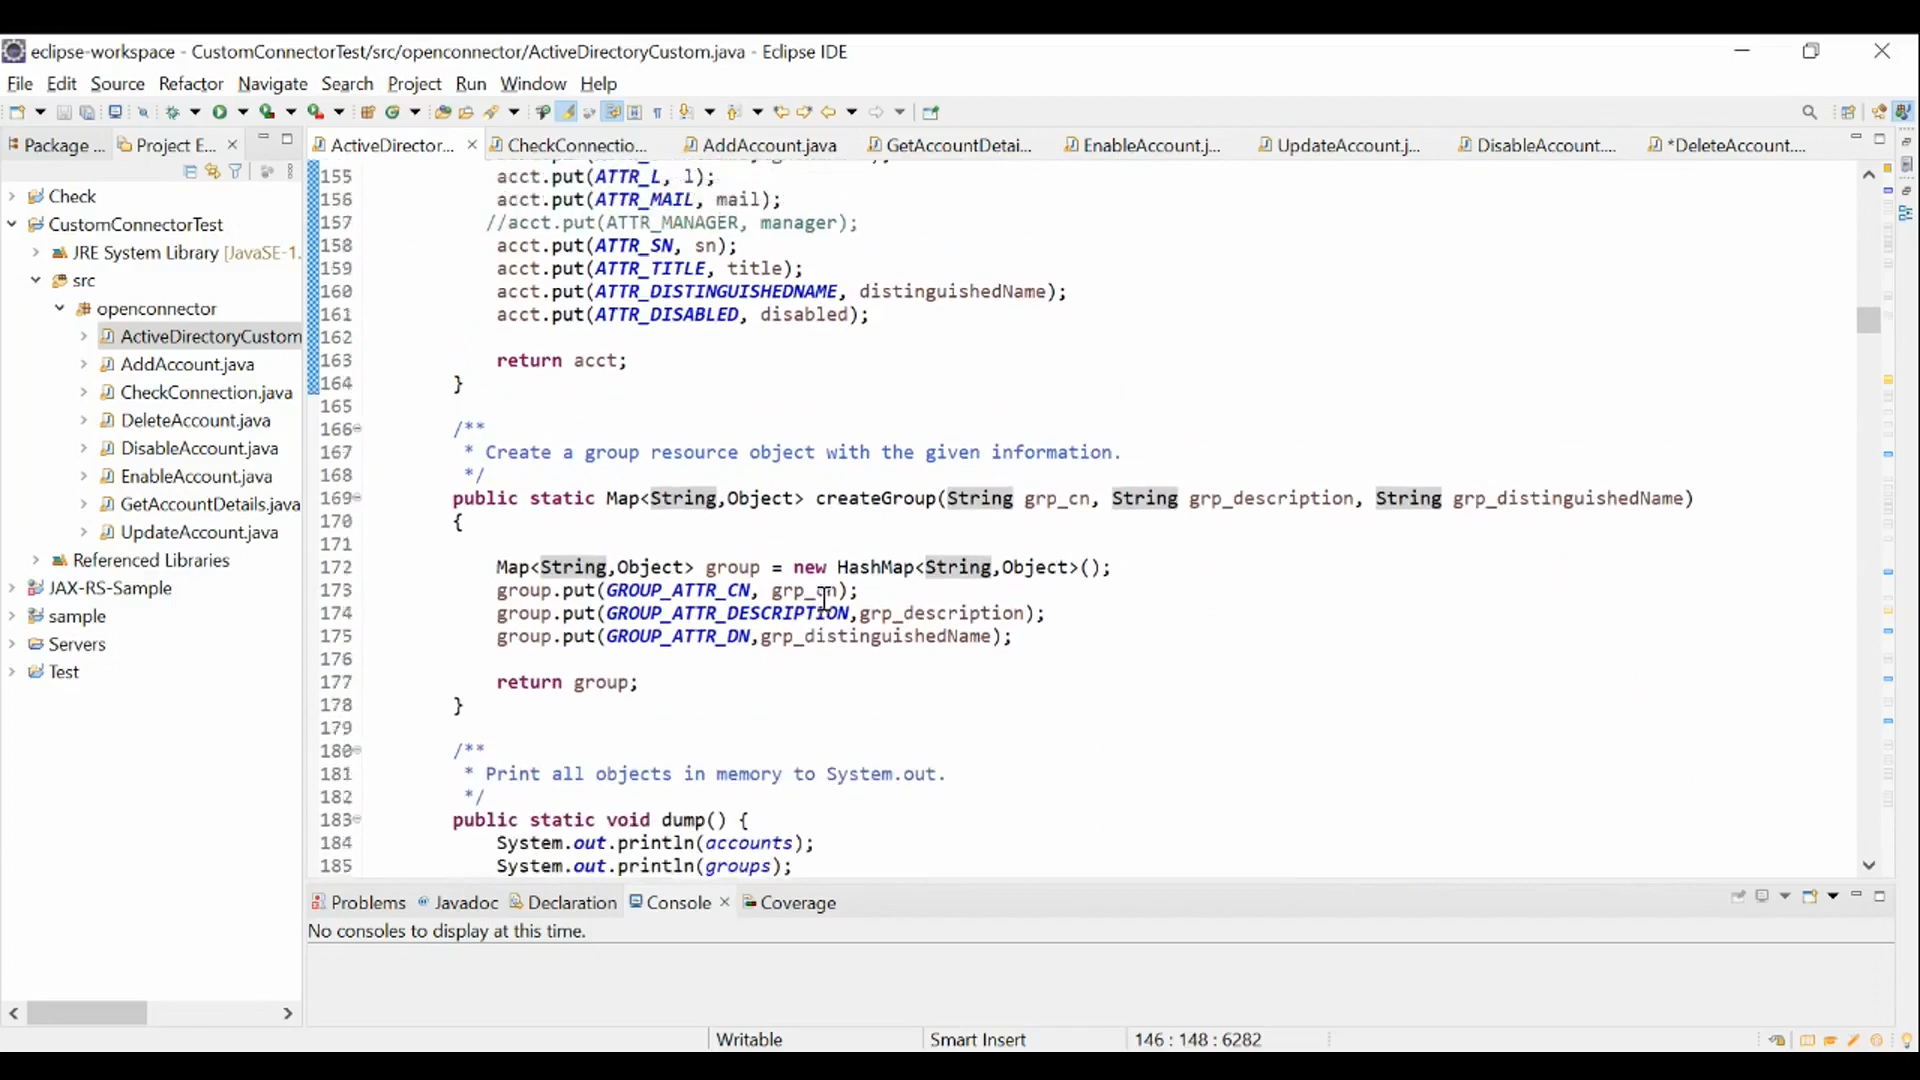 eclipse-workspace - CustomConnectorTest/src/openconnector/ActiveDirectoryCustom.java - Eclipse IDE
File Edit Source Refactor Navigate Search Project Run Window Help
Package ... Project E...
ActiveDirector... CheckConnectio... AddAccount.java GetAccountDetai... EnableAccount.j... UpdateAccount.j... DisableAccount.... *DeleteAccount....
Check
CustomConnectorTest
JRE System Library [JavaSE-1.
src
openconnector
ActiveDirectoryCustom
AddAccount.java
CheckConnection.java
DeleteAccount.java
DisableAccount.java
EnableAccount.java
GetAccountDetails.java
UpdateAccount.java
Referenced Libraries
JAX-RS-Sample
sample
Servers
Test
155 acct.put(ATTR_L, l);
156 acct.put(ATTR_MAIL, mail);
157 //acct.put(ATTR_MANAGER, manager);
158 acct.put(ATTR_SN, sn);
159 acct.put(ATTR_TITLE, title);
160 acct.put(ATTR_DISTINGUISHEDNAME, distinguishedName);
161 acct.put(ATTR_DISABLED, disabled);
162
163 return acct;
164 }
165
166 /**
167 * Create a group resource object with the given information.
168 */
169 public static Map<String,Object> createGroup(String grp_cn, String grp_description, String grp_distinguishedName)
170 {
171
172 Map<String,Object> group = new HashMap<String,Object>();
173 group.put(GROUP_ATTR_CN, grp_cn);
174 group.put(GROUP_ATTR_DESCRIPTION,grp_description);
175 group.put(GROUP_ATTR_DN,grp_distinguishedName);
176
177 return group;
178 }
179
180 /**
181 * Print all objects in memory to System.out.
182 */
183 public static void dump() {
184 System.out.println(accounts);
185 System.out.println(groups);
Problems Javadoc Declaration Console Coverage
No consoles to display at this time.
Writable Smart Insert 146 : 148 : 6282